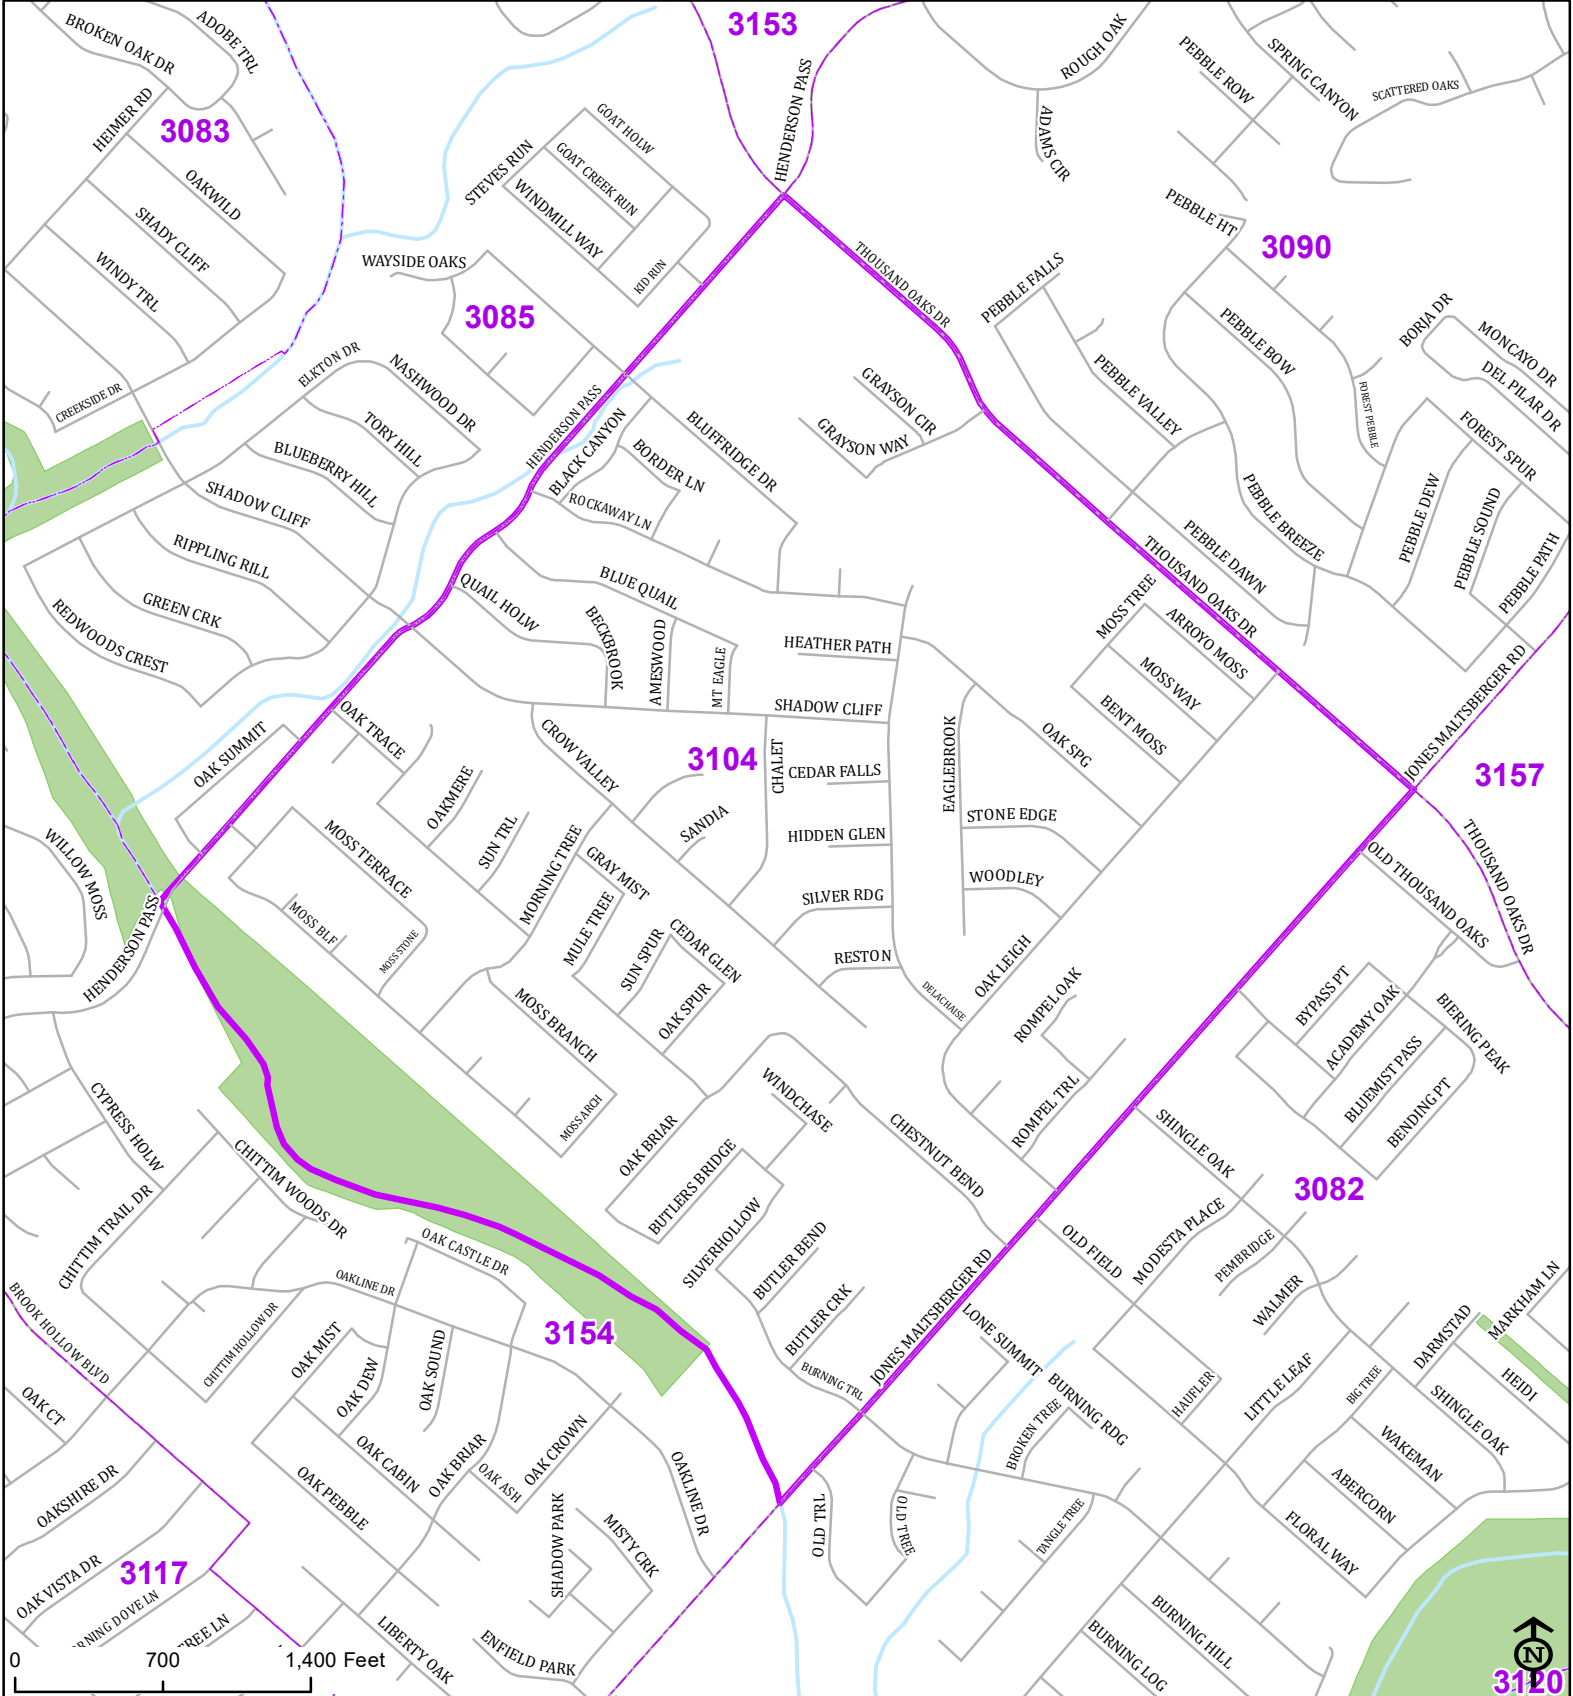 3153
BROKEN OAK DR
ADOBE TRL
ROUGH OAK
SPRING CANYON
PEBBLE ROW
SCATTERED OAKS
HEIMER RD
3083
HENDERSON PASS
GOAT HOLW
ADAMS CIR
STEVES RUN
GOAT CREEK RUN
WINDMILL WAY
OAKWILD
SHADY CLIFF
WINDY TRL
PEBBLE HT
3090
WAYSIDE OAKS
KID RUN
THOUSAND OAKS DR
PEBBLE FALLS
3085
BORJA DR
MONCAYO DR
DEL PILAR DR
PEBBLE BOW
PEBBLE VALLEY
FOREST PEBBLE
FOREST SPUR
ELKTON DR
NASHWOOD DR
CREEKSIDE DR
TORY HILL
BLUEBERRY HILL
HENDERSON PASS
BLACK CANYON
BLUFFRIDGE DR
BORDER LN
ROCKAWAY LN
GRAYSON CIR
GRAYSON WAY
SHADOW CLIFF
RIPPLING RILL
GREEN CRK
REDWOODS CREST
PEBBLE BREEZE
PEBBLE DEW
PEBBLE SOUND
PEBBLE PATH
PEBBLE DAWN
THOUSAND OAKS DR
QUAIL HOLW
BLUE QUAIL
BECKBROOK
AMESWOOD
MT EAGLE
HEATHER PATH
MOSS TREE
ARROYO MOSS
MOSS WAY
BENT MOSS
JONES MALTSBERGER RD
SHADOW CLIFF
OAK TRACE
OAK SUMMIT
CROW VALLEY
3104
CHALET
CEDAR FALLS
EAGLEBROOK
OAK SPG
3157
OAKMERE
SUN TRL
SANDIA
HIDDEN GLEN
STONE EDGE
WOODLEY
SILVER RDG
RESTON
WILLOW MOSS
MOSS TERRACE
MORNING TREE
GRAY MIST
MULE TREE
SUN SPUR
CEDAR GLEN
OAK SPUR
MOSS BLF
MOSS STONE
HENDERSON PASS
OLD THOUSAND OAKS
THOUSAND OAKS DR
DELACHAISE
OAK LEIGH
ROMPEL OAK
ROMPEL TRL
BYPASS PT
ACADEMY OAK
BIERING PEAK
BLUEMIST PASS
BENDING PT
MOSS BRANCH
MOSS ARCH
WINDCHASE
CHESTNUT BEND
OAK BRIAR
BUTLERS BRIDGE
SILVERHOLLOW
BUTLER BEND
BUTLER CRK
BURNING TRL
JONES MALTSBERGER RD
CYPRESS HOLW
CHITTIM WOODS DR
CHITTIM TRAIL DR
OAK CASTLE DR
OAKLINE DR
SHINGLE OAK
3082
MODESTA PLACE
PEMBRIDGE
OLD FIELD
WALMER
LONE SUMMIT
BURNING RDG
MARKHAM LN
DARMSTAD
HEIDI
3154
BROOK HOLLOW BLVD
CHITTIM HOLLOW DR
OAK MIST
OAK DEW
OAK SOUND
OAK CT
OAK CABIN
OAK BRIAR
OAK ASH
OAK CROWN
OAKLINE DR
HAUFLER
LITTLE LEAF
BIG TREE
SHINGLE OAK
WAKEMAN
ABERCORN
FLORAL WAY
BROKEN TREE
TANGLE TREE
OLD TRL
OLD TREE
OAKSHIRE DR
OAK PEBBLE
SHADOW PARK
MISTY CRK
3117
OAK VISTA DR
RNING DOVE LN
TREE LN
LIBERTY OAK
ENFIELD PARK
BURNING HILL
BURNING LOG
0 700 1,400 Feet
N
3120